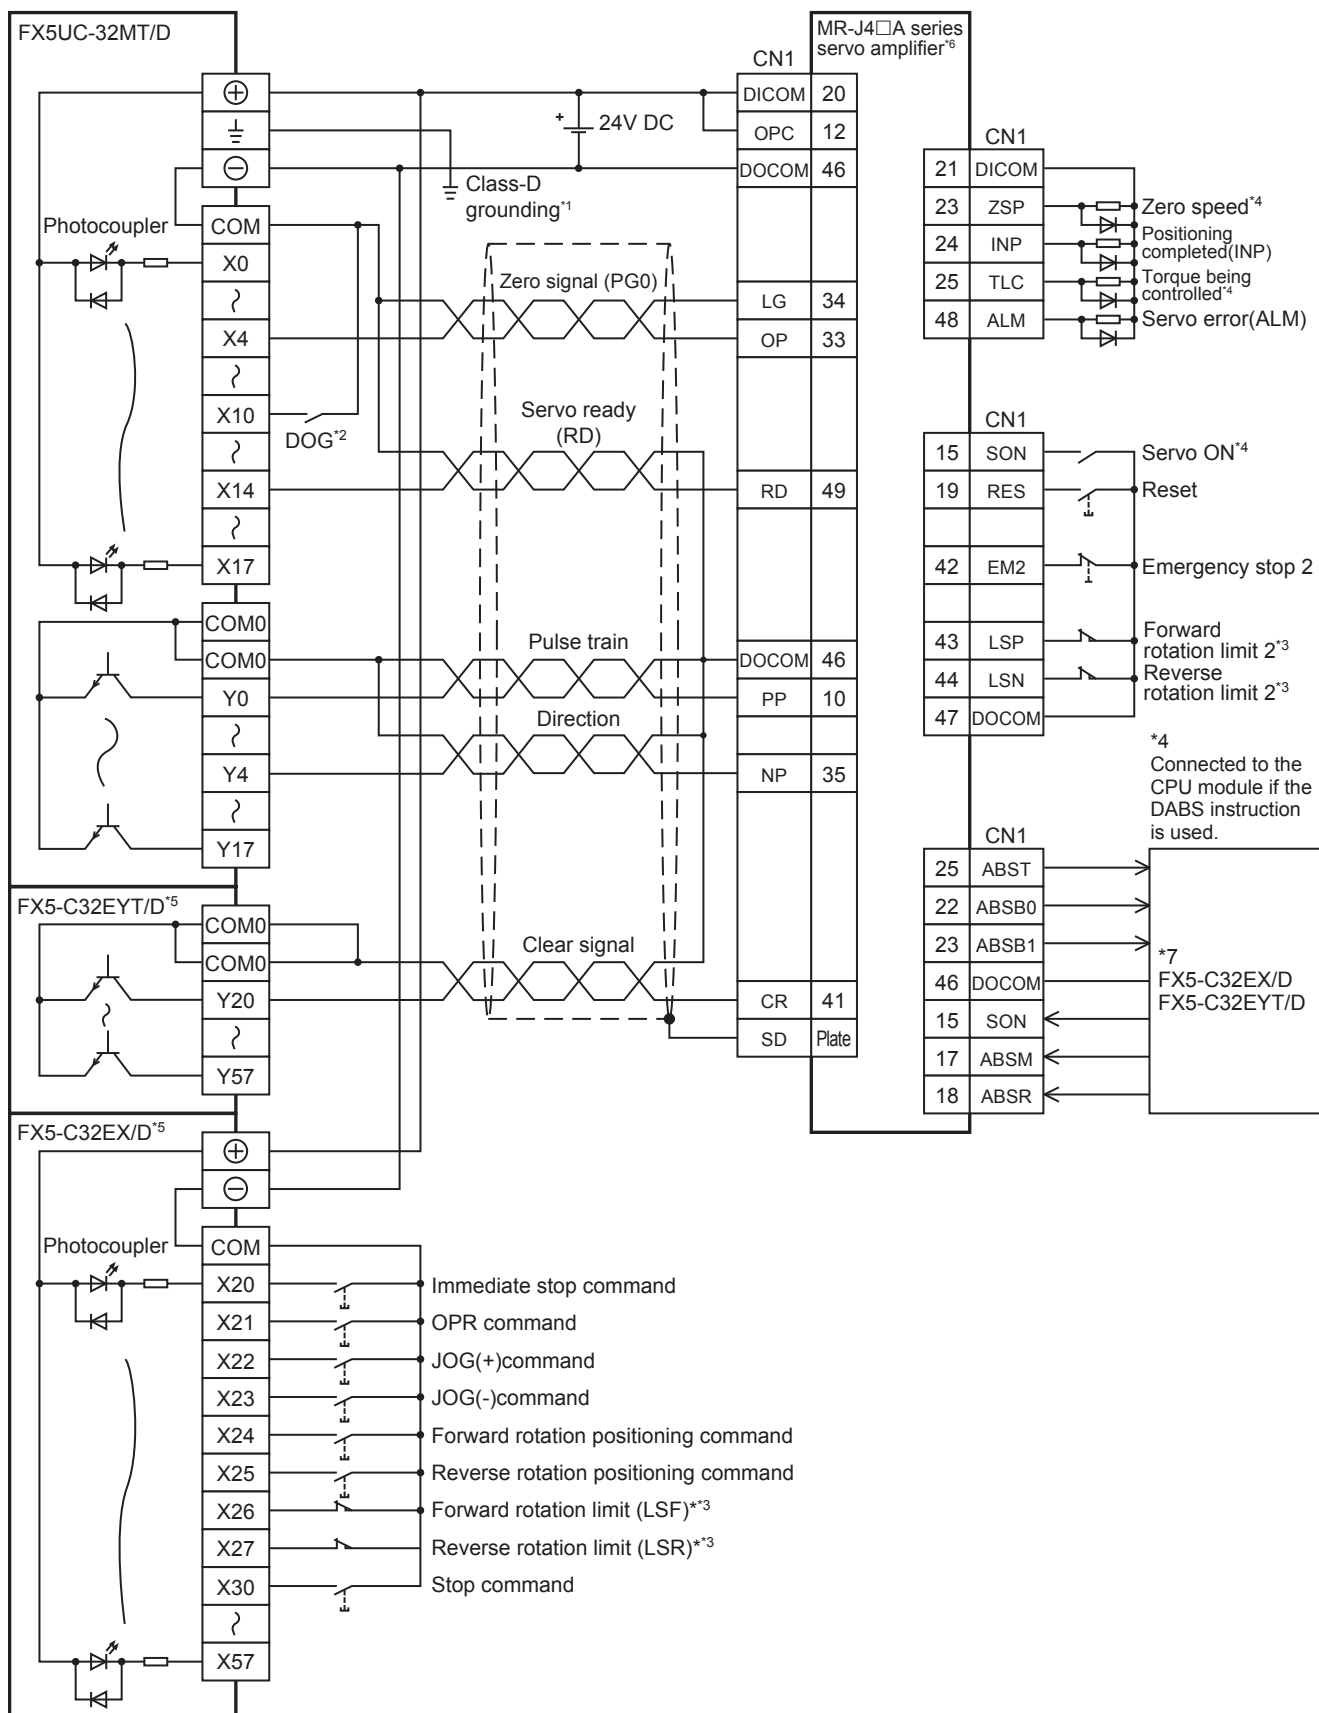 FX5UC-32MT/D
MR-J4□A series
servo amplifier*6
CN1
DICOM 20
OPC 12
DOCOM 46
24V DC
+
Class-D
grounding*1
Photocoupler
COM
X0
X4
X10
X14
X17
DOG*2
Zero signal (PG0)
LG 34
OP 33
Servo ready
(RD)
RD 49
COM0
COM0
Y0
Y4
Y17
Pulse train
DOCOM 46
PP 10
Direction
NP 35
FX5-C32EYT/D*5
COM0
COM0
Y20
Y57
Clear signal
CR 41
SD Plate
CN1
21 DICOM
23 ZSP Zero speed*4
24 INP Positioning
completed(INP)
25 TLC Torque being
controlled*4
48 ALM Servo error(ALM)
CN1
15 SON Servo ON*4
19 RES Reset
42 EM2 Emergency stop 2
43 LSP Forward
rotation limit 2*3
44 LSN Reverse
rotation limit 2*3
47 DOCOM
*4
Connected to the
CPU module if the
DABS instruction
is used.
CN1
25 ABST
22 ABSB0
23 ABSB1
46 DOCOM
15 SON
17 ABSM
18 ABSR
*7
FX5-C32EX/D
FX5-C32EYT/D
FX5-C32EX/D*5
Photocoupler
COM
X20 Immediate stop command
X21 OPR command
X22 JOG(+)command
X23 JOG(-)command
X24 Forward rotation positioning command
X25 Reverse rotation positioning command
X26 Forward rotation limit (LSF)**3
X27 Reverse rotation limit (LSR)**3
X30 Stop command
X57